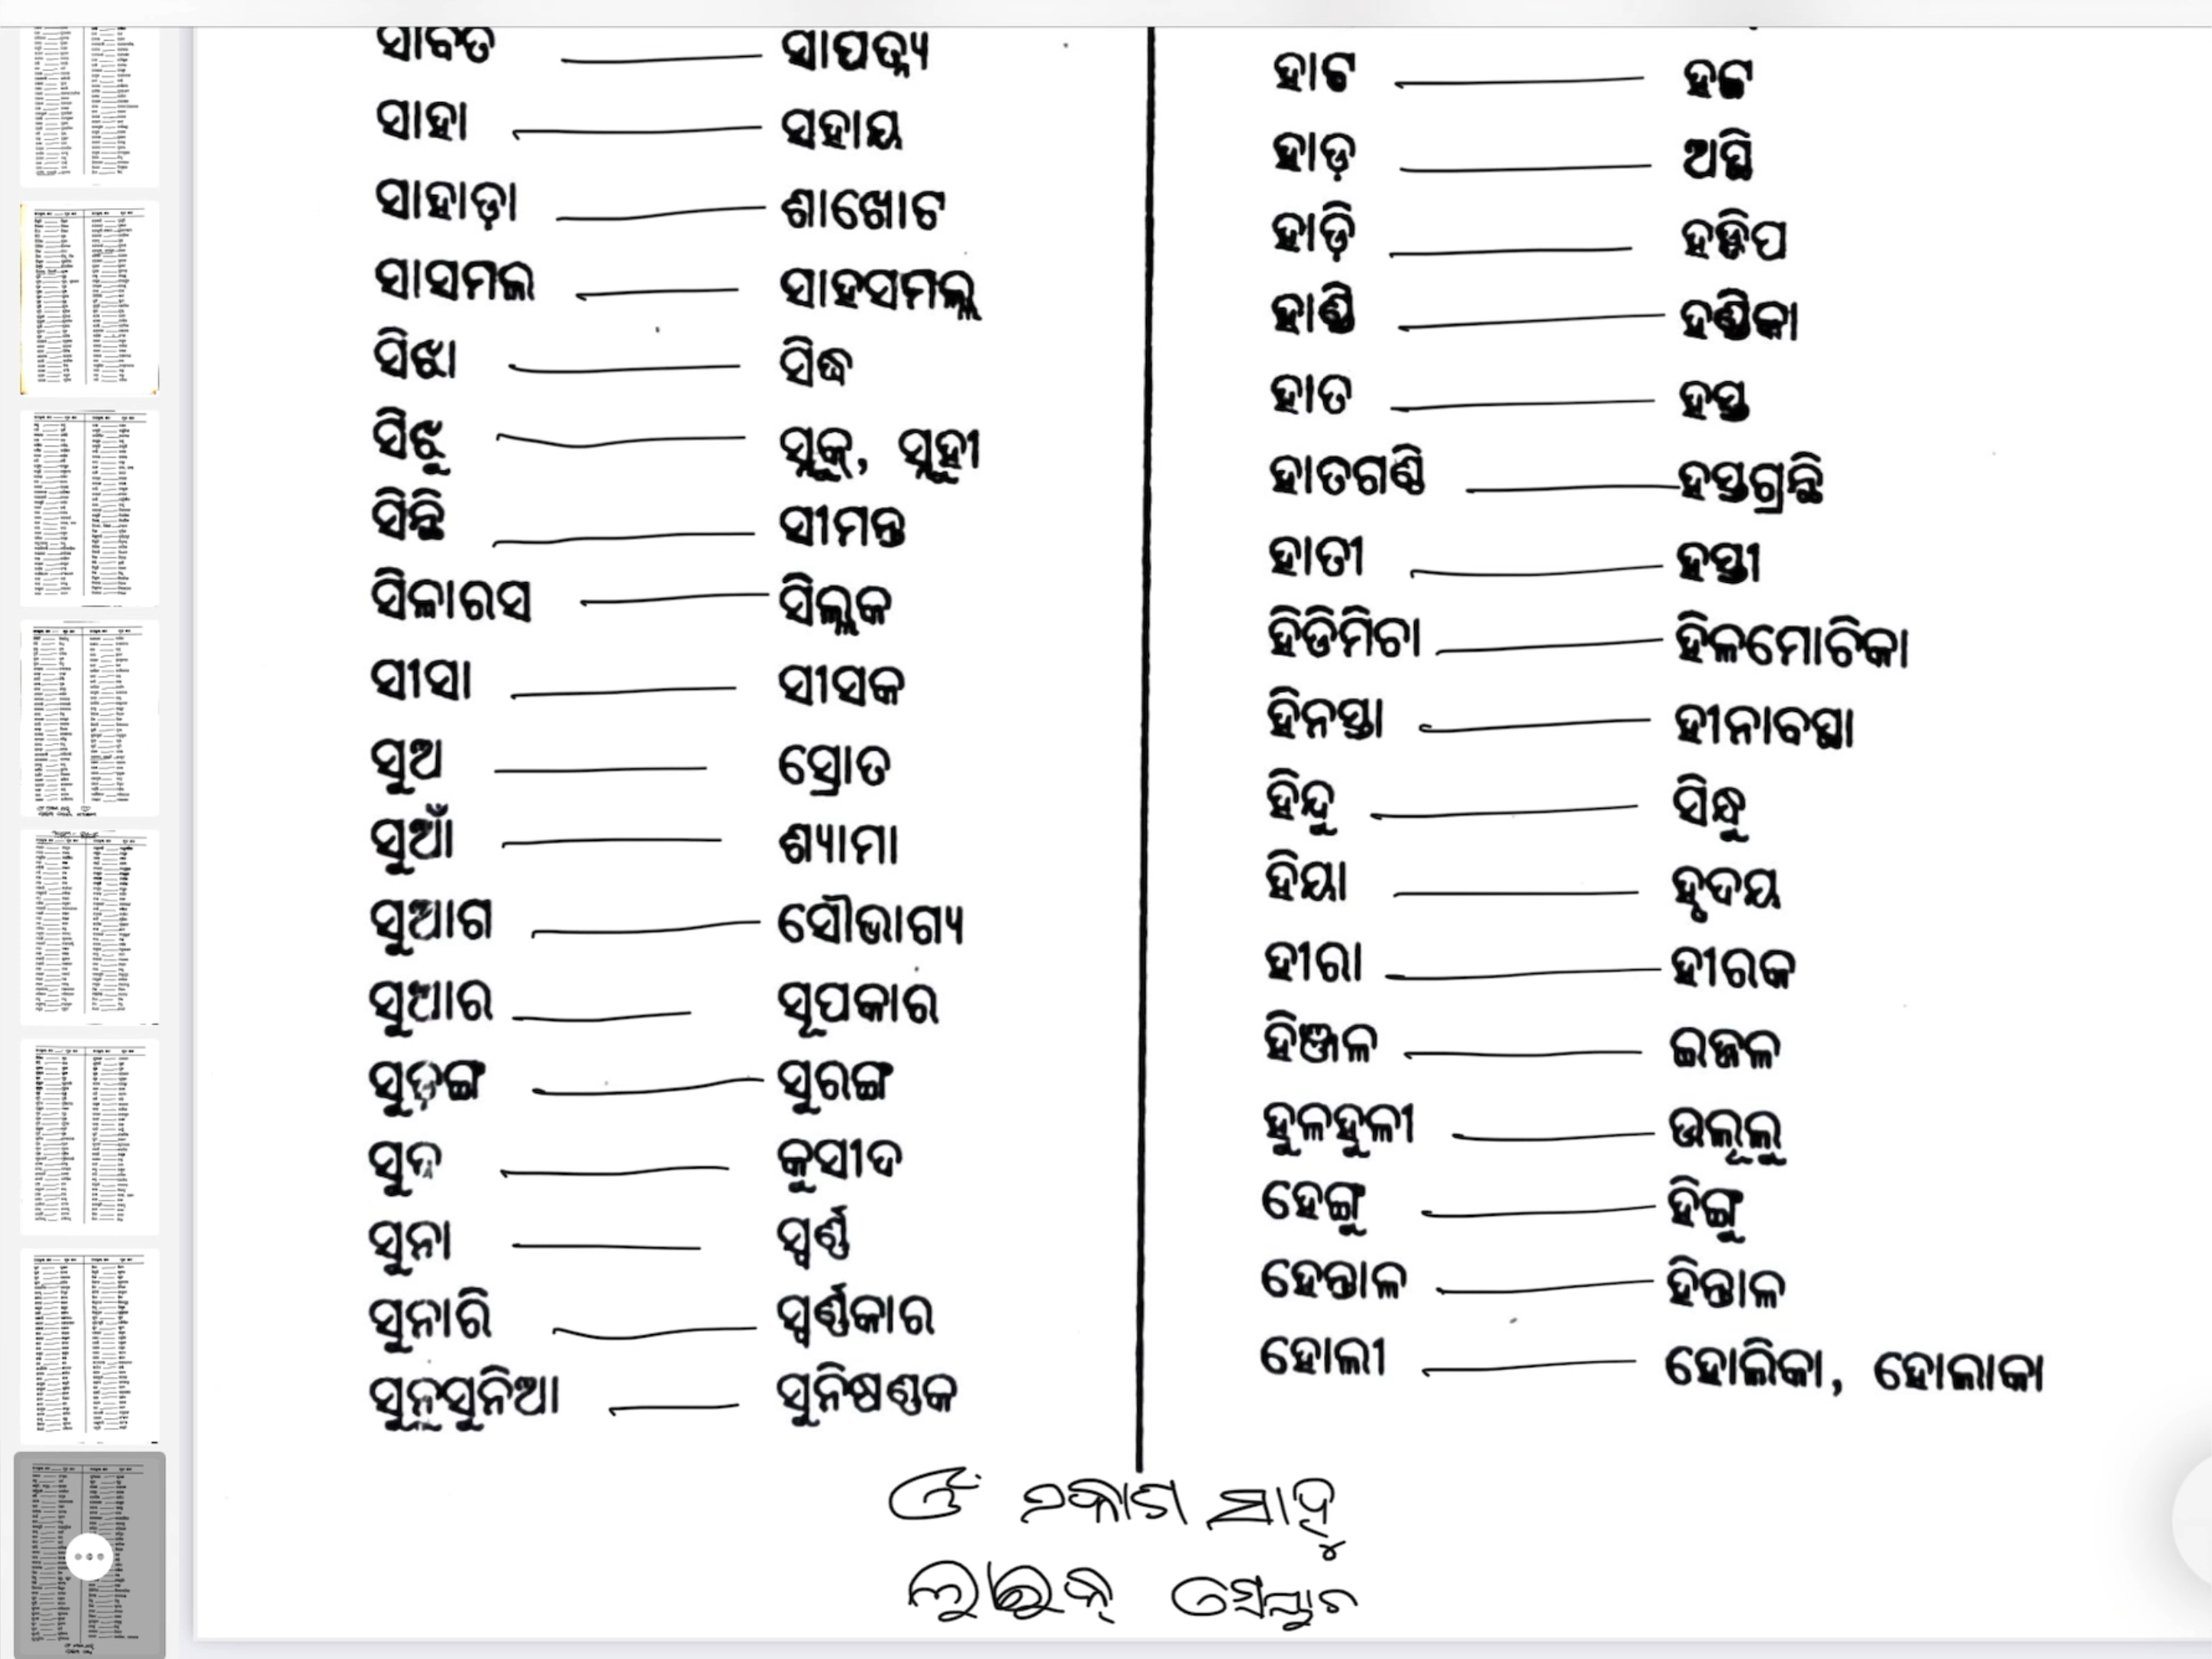 ସାବତ — ସାପତ୍ନ୍ୟ
ସାହା — ସହାୟ
ସାହାଡ଼ା — ଶାଖୋଟ
ସାସମଲ — ସାହସମଲ୍ଲ
ସିଝା — ସିଦ୍ଧ
ସିଝୁ — ସ୍ନୁକ୍, ସ୍ନୁହୀ
ସିନ୍ଥି — ସୀମନ୍ତ
ସିଳାରସ — ସିଲ୍ଲକ
ସୀସା — ସୀସକ
ସୁଅ — ସ୍ରୋତ
ସୁଆଁ — ଶ୍ୟାମା
ସୁଆଗ — ସୌଭାଗ୍ୟ
ସୁଆର — ସୂପକାର
ସୁଡ଼ଙ୍ଗ — ସୁରଙ୍ଗ
ସୁଦ — କୁସୀଦ
ସୁନା — ସ୍ୱର୍ଣ୍ଣ
ସୁନାରି — ସ୍ୱର୍ଣ୍ଣକାର
ସୁନୁସୁନିଆ — ସୁନିଷଣ୍ଣକ
ହାଟ — ହଟ୍ଟ
ହାଡ଼ — ଅସ୍ଥି
ହାଡ଼ି — ହଡ୍ଡିପ
ହାଣ୍ଡି — ହଣ୍ଡିକା
ହାତ — ହସ୍ତ
ହାତଗଣ୍ଠି — ହସ୍ତଗ୍ରନ୍ଥି
ହାତୀ — ହସ୍ତୀ
ହିଡିମିଚା — ହିଳମୋଚିକା
ହିନସ୍ତା — ହୀନାବସ୍ଥା
ହିନ୍ଦୁ — ସିନ୍ଧୁ
ହିୟା — ହୃଦୟ
ହୀରା — ହୀରକ
ହିଞ୍ଜଳ — ଇଜ୍ଜଳ
ହୁଳହୁଳୀ — ଉଲୂଲୁ
ହେଙ୍ଗୁ — ହିଙ୍ଗୁ
ହେନ୍ତାଳ — ହିନ୍ତାଳ
ହୋଲୀ — ହୋଲିକା, ହୋଲାକା
ସାହୁ